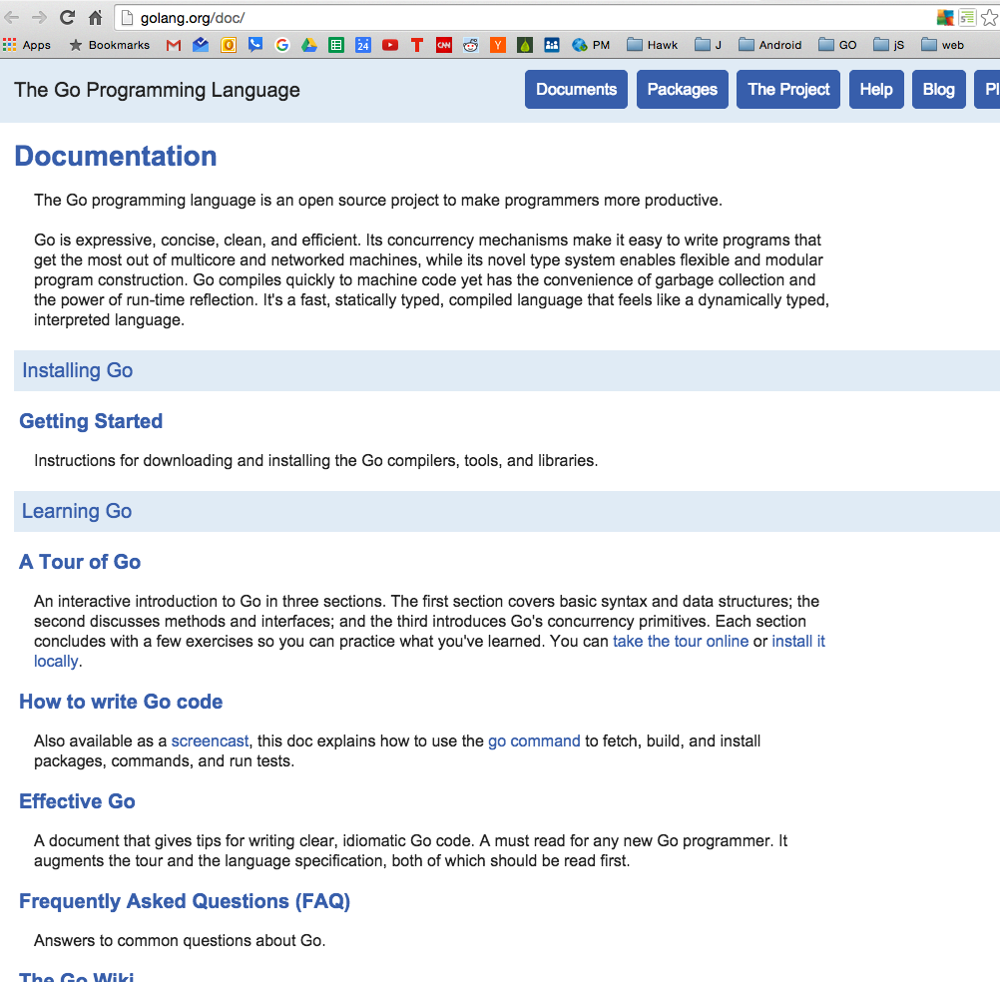 golang.org/doc/
Apps Bookmarks 24 CNN Y PM Hawk J Android GO jS web
The Go Programming Language Documents Packages The Project Help Blog Pl
Documentation
The Go programming language is an open source project to make programmers more productive.
Go is expressive, concise, clean, and efficient. Its concurrency mechanisms make it easy to write programs that
get the most out of multicore and networked machines, while its novel type system enables flexible and modular
program construction. Go compiles quickly to machine code yet has the convenience of garbage collection and
the power of run-time reflection. It's a fast, statically typed, compiled language that feels like a dynamically typed,
interpreted language.
Installing Go
Getting Started
Instructions for downloading and installing the Go compilers, tools, and libraries.
Learning Go
A Tour of Go
An interactive introduction to Go in three sections. The first section covers basic syntax and data structures; the
second discusses methods and interfaces; and the third introduces Go's concurrency primitives. Each section
concludes with a few exercises so you can practice what you've learned. You can take the tour online or install it
locally.
How to write Go code
Also available as a screencast, this doc explains how to use the go command to fetch, build, and install
packages, commands, and run tests.
Effective Go
A document that gives tips for writing clear, idiomatic Go code. A must read for any new Go programmer. It
augments the tour and the language specification, both of which should be read first.
Frequently Asked Questions (FAQ)
Answers to common questions about Go.
The Go Wiki